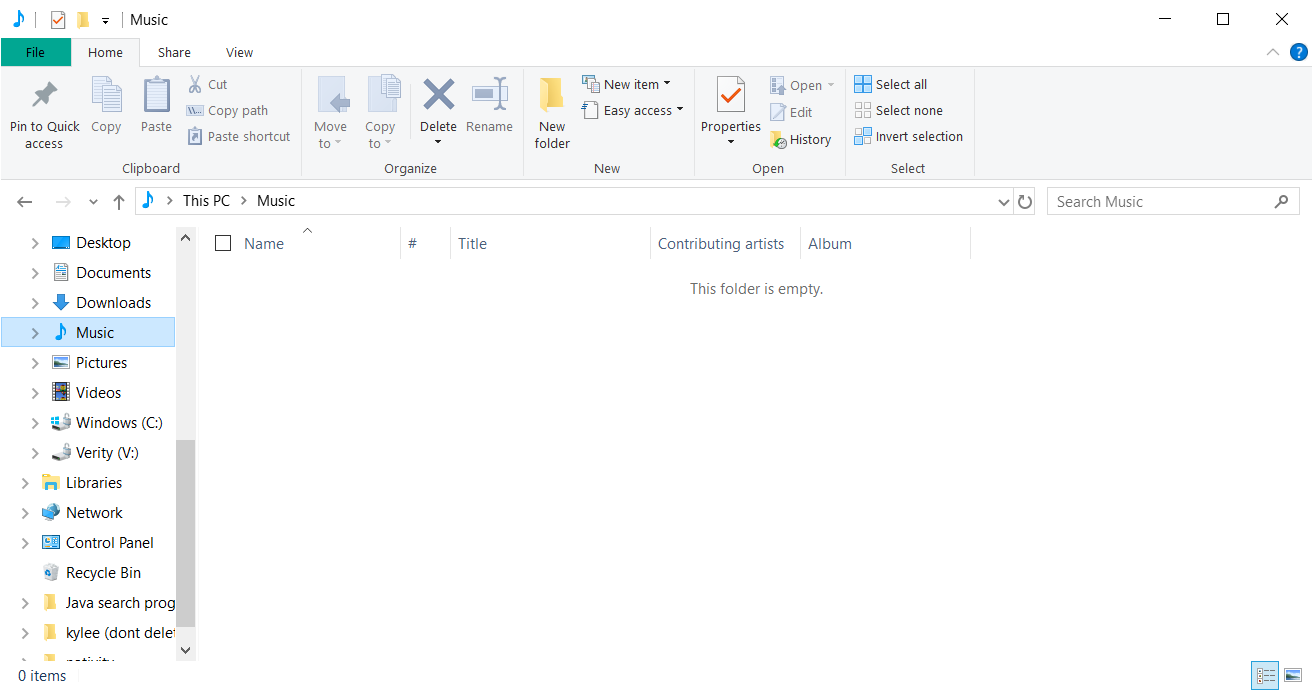 Music
File Home Share View
Pin to Quick access
Copy
Paste
Cut
Copy path
Paste shortcut
Clipboard
Move to
Copy to
Delete
Rename
Organize
New folder
New item
Easy access
New
Properties
Open
Edit
History
Open
Select all
Select none
Invert selection
Select
This PC Music
Search Music
Name # Title Contributing artists Album
This folder is empty.
Desktop
Documents
Downloads
Music
Pictures
Videos
Windows (C:)
Verity (V:)
Libraries
Network
Control Panel
Recycle Bin
Java search prog
kylee (dont delet
0 items